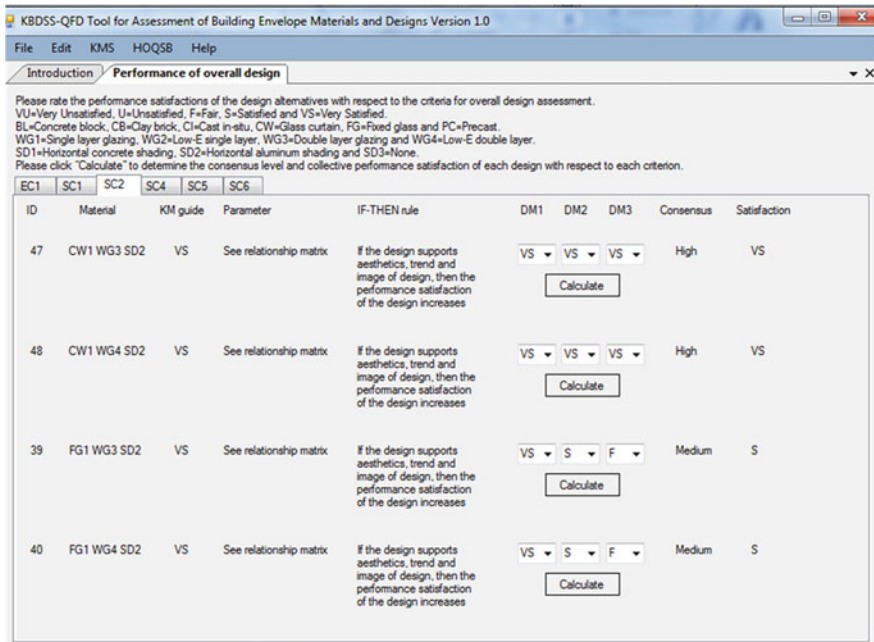 KBDSS-QFD Tool for Assessment of Building Envelope Materials and Designs Version 1.0
File Edit KMS HOQSB Help
Introduction Performance of overall design
Please rate the performance satisfactions of the design alternatives with respect to the criteria for overall design assessment.
VU=Very Unsatisfied, U=Unsatisfied, F=Fair, S=Satisfied and VS=Very Satisfied.
BL=Concrete block, CB=Clay brick, CI=Cast in-situ, CW=Glass curtain, FG=Fixed glass and PC=Precast.
WG1=Single layer glazing, WG2=Low-E single layer, WG3=Double layer glazing and WG4=Low-E double layer.
SD1=Horizontal concrete shading, SD2=Horizontal aluminum shading and SD3=None.
Please click "Calculate" to determine the consensus level and collective performance satisfaction of each design with respect to each criterion.
EC1 SC1 SC2 SC4 SC5 SC6
ID Material KM guide Parameter IF-THEN rule DM1 DM2 DM3 Consensus Satisfaction
47 CW1 WG3 SD2 VS See relationship matrix If the design supports VS VS VS High VS
aesthetics, trend and
image of design, then the
performance satisfaction
of the design increases
Calculate
48 CW1 WG4 SD2 VS See relationship matrix If the design supports VS VS VS High VS
aesthetics, trend and
image of design, then the
performance satisfaction
of the design increases
Calculate
39 FG1 WG3 SD2 VS See relationship matrix If the design supports VS S F Medium S
aesthetics, trend and
image of design, then the
performance satisfaction
of the design increases
Calculate
40 FG1 WG4 SD2 VS See relationship matrix If the design supports VS S F Medium S
aesthetics, trend and
image of design, then the
performance satisfaction
of the design increases
Calculate